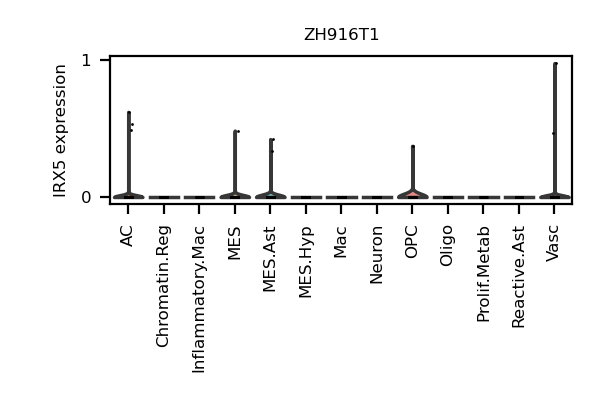 ZH916T1
IRX5 expression
1
0
AC
Chromatin.Reg
Inflammatory.Mac
MES
MES.Ast
MES.Hyp
Mac
Neuron
OPC
Oligo
Prolif.Metab
Reactive.Ast
Vasc